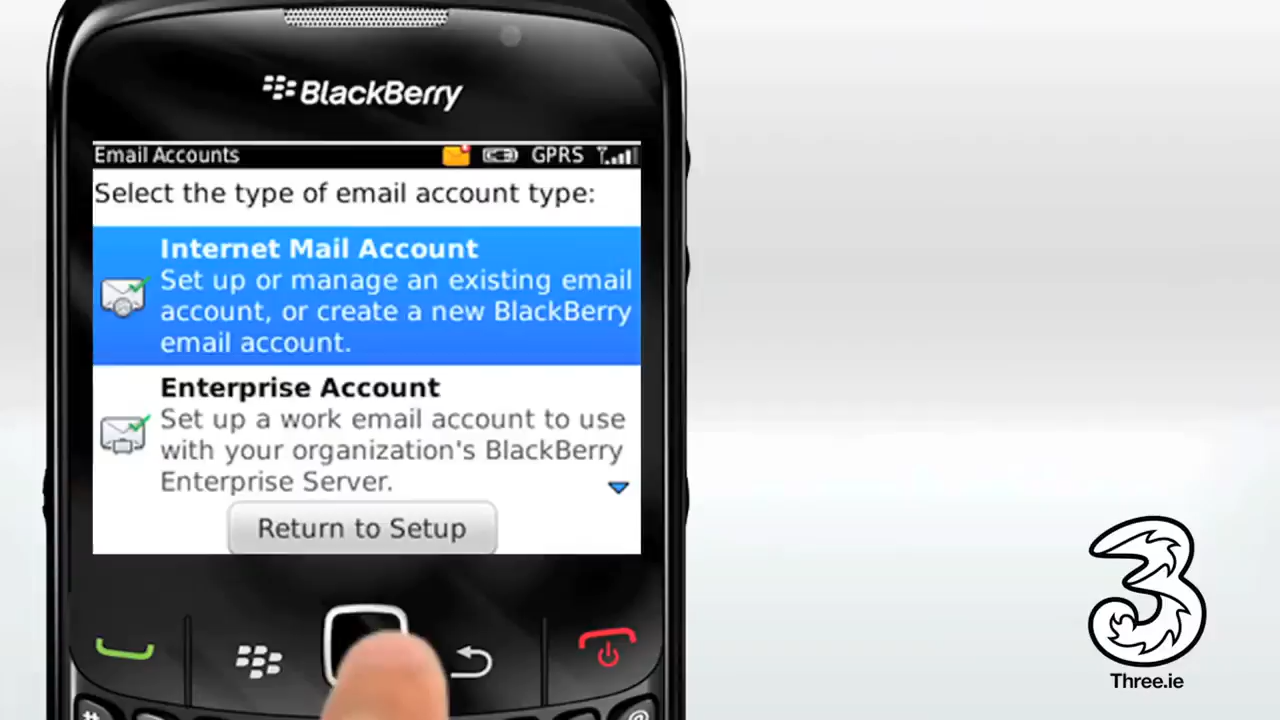 BlackBerry
Email Accounts GPRS
Select the type of email account type:
Internet Mail Account
Set up or manage an existing email
account, or create a new BlackBerry
email account.
Enterprise Account
Set up a work email account to use
with your organization's BlackBerry
Enterprise Server.
Return to Setup
3
Three.ie